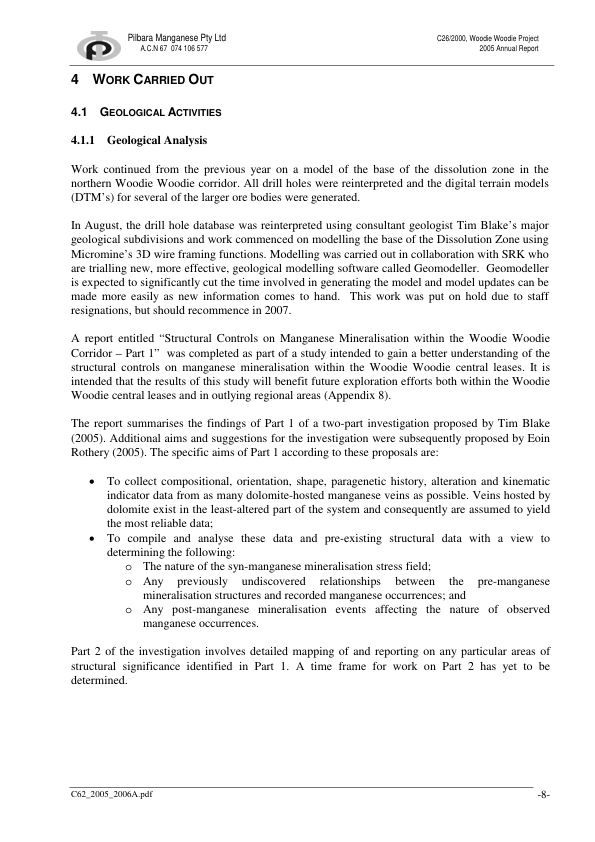 Pilbara Manganese Pty Ltd
A.C.N 67 074 106 577
C26/2000, Woodie Woodie Project
2005 Annual Report
4 WORK CARRIED OUT
4.1 GEOLOGICAL ACTIVITIES
4.1.1 Geological Analysis
Work continued from the previous year on a model of the base of the dissolution zone in the
northern Woodie Woodie corridor. All drill holes were reinterpreted and the digital terrain models
(DTM's) for several of the larger ore bodies were generated.
In August, the drill hole database was reinterpreted using consultant geologist Tim Blake's major
geological subdivisions and work commenced on modelling the base of the Dissolution Zone using
Micromine's 3D wire framing functions. Modelling was carried out in collaboration with SRK who
are trialling new, more effective, geological modelling software called Geomodeller. Geomodeller
is expected to significantly cut the time involved in generating the model and model updates can be
made more easily as new information comes to hand. This work was put on hold due to staff
resignations, but should recommence in 2007.
A report entitled “Structural Controls on Manganese Mineralisation within the Woodie Woodie
Corridor – Part 1” was completed as part of a study intended to gain a better understanding of the
structural controls on manganese mineralisation within the Woodie Woodie central leases. It is
intended that the results of this study will benefit future exploration efforts both within the Woodie
Woodie central leases and in outlying regional areas (Appendix 8).
The report summarises the findings of Part 1 of a two-part investigation proposed by Tim Blake
(2005). Additional aims and suggestions for the investigation were subsequently proposed by Eoin
Rothery (2005). The specific aims of Part 1 according to these proposals are:
• To collect compositional, orientation, shape, paragenetic history, alteration and kinematic
indicator data from as many dolomite-hosted manganese veins as possible. Veins hosted by
dolomite exist in the least-altered part of the system and consequently are assumed to yield
the most reliable data;
• To compile and analyse these data and pre-existing structural data with a view to
determining the following:
o The nature of the syn-manganese mineralisation stress field;
o Any previously undiscovered relationships between the pre-manganese
mineralisation structures and recorded manganese occurrences; and
o Any post-manganese mineralisation events affecting the nature of observed
manganese occurrences.
Part 2 of the investigation involves detailed mapping of and reporting on any particular areas of
structural significance identified in Part 1. A time frame for work on Part 2 has yet to be
determined.
C62_2005_2006A.pdf
-8-